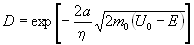 D = exp[ - 2a/η √(2m₀(U₀ − E)) ]